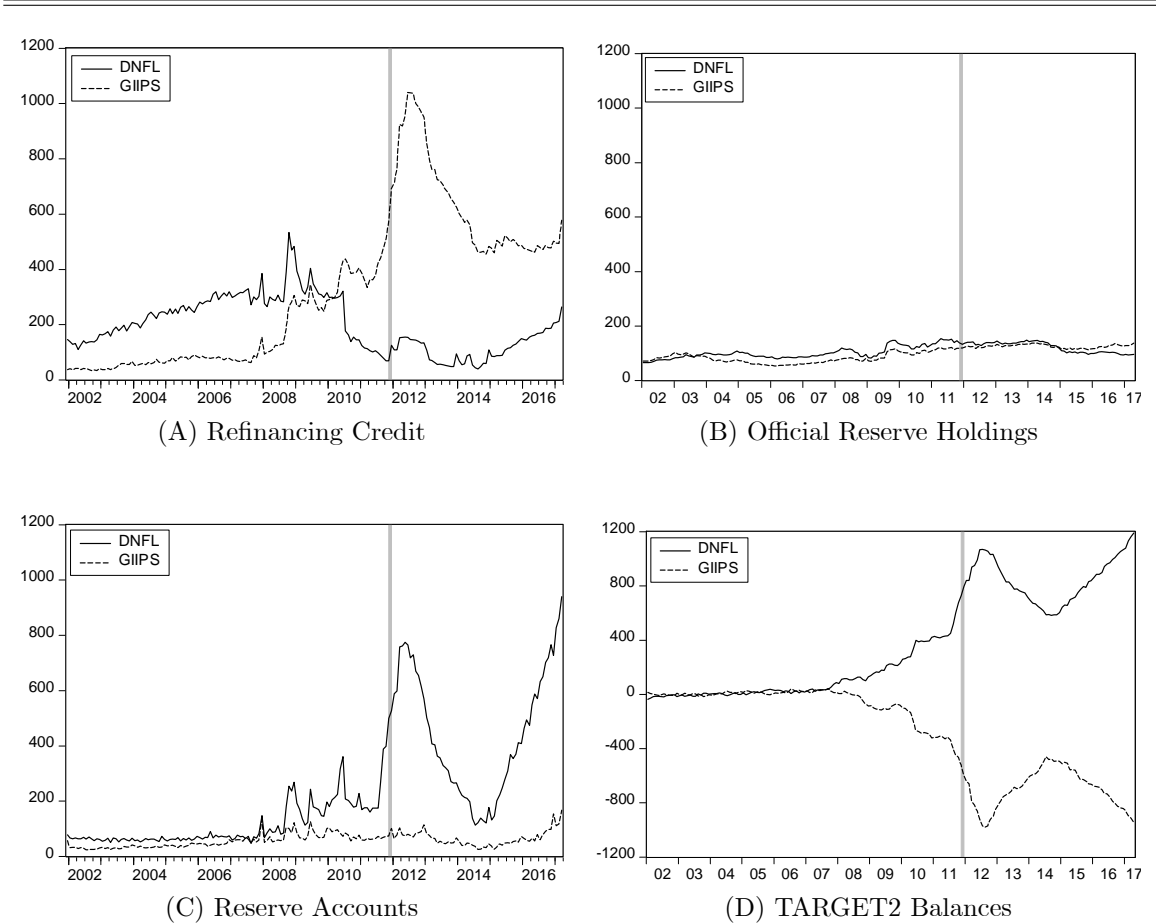 1200
1000
800
600
400
200
0
DNFL
GIIPS
2002 2004 2006 2008 2010 2012 2014 2016
(A) Refinancing Credit
1200
1000
800
600
400
200
0
DNFL
GIIPS
02 03 04 05 06 07 08 09 10 11 12 13 14 15 16 17
(B) Official Reserve Holdings
1200
1000
800
600
400
200
0
DNFL
GIIPS
2002 2004 2006 2008 2010 2012 2014 2016
(C) Reserve Accounts
1200
800
400
0
-400
-800
-1200
DNFL
GIIPS
02 03 04 05 06 07 08 09 10 11 12 13 14 15 16 17
(D) TARGET2 Balances